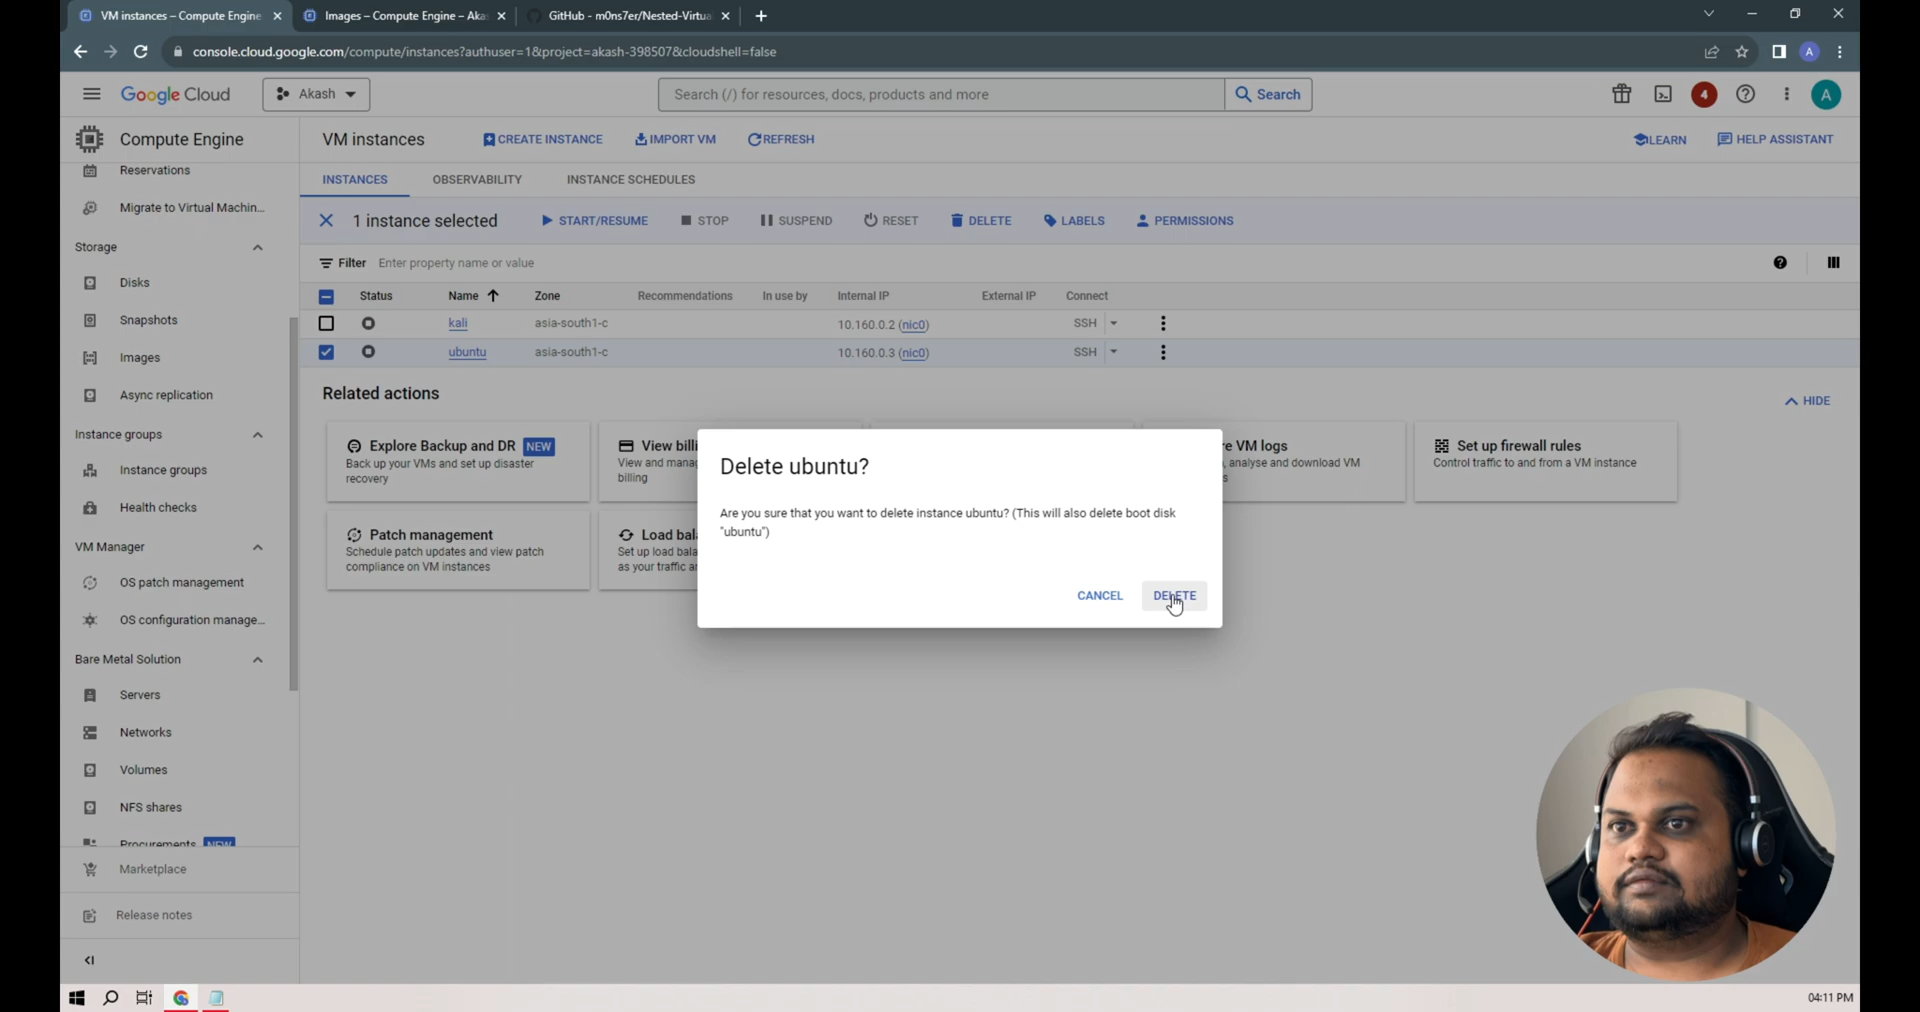 VM instances – Compute Engine
Images – Compute Engine – Aka
GitHub - m0ns7er/Nested-Virtua
console.cloud.google.com/compute/instances?authuser=1&project=akash-398507&cloudshell=false
A
Google Cloud
Akash
Search (/) for resources, docs, products and more
Search
4
A
Compute Engine
VM instances
CREATE INSTANCE
IMPORT VM
REFRESH
LEARN
HELP ASSISTANT
Reservations
Migrate to Virtual Machin...
Storage
Disks
Snapshots
Images
Async replication
Instance groups
Instance groups
Health checks
VM Manager
OS patch management
OS configuration manage...
Bare Metal Solution
Servers
Networks
Volumes
NFS shares
Procurements NEW
Marketplace
Release notes
INSTANCES
OBSERVABILITY
INSTANCE SCHEDULES
1 instance selected
START/RESUME
STOP
SUSPEND
RESET
DELETE
LABELS
PERMISSIONS
Filter Enter property name or value
Status Name Zone Recommendations In use by Internal IP External IP Connect
kali asia-south1-c 10.160.0.2 (nic0) SSH
ubuntu asia-south1-c 10.160.0.3 (nic0) SSH
Related actions
HIDE
Explore Backup and DR NEW
Back up your VMs and set up disaster
recovery
View billi
View and manag
billing
re VM logs
, analyse and download VM
s
Set up firewall rules
Control traffic to and from a VM instance
Patch management
Schedule patch updates and view patch
compliance on VM instances
Load bal
Set up load bala
as your traffic a
Delete ubuntu?
Are you sure that you want to delete instance ubuntu? (This will also delete boot disk
"ubuntu")
CANCEL
DELETE
04:11 PM